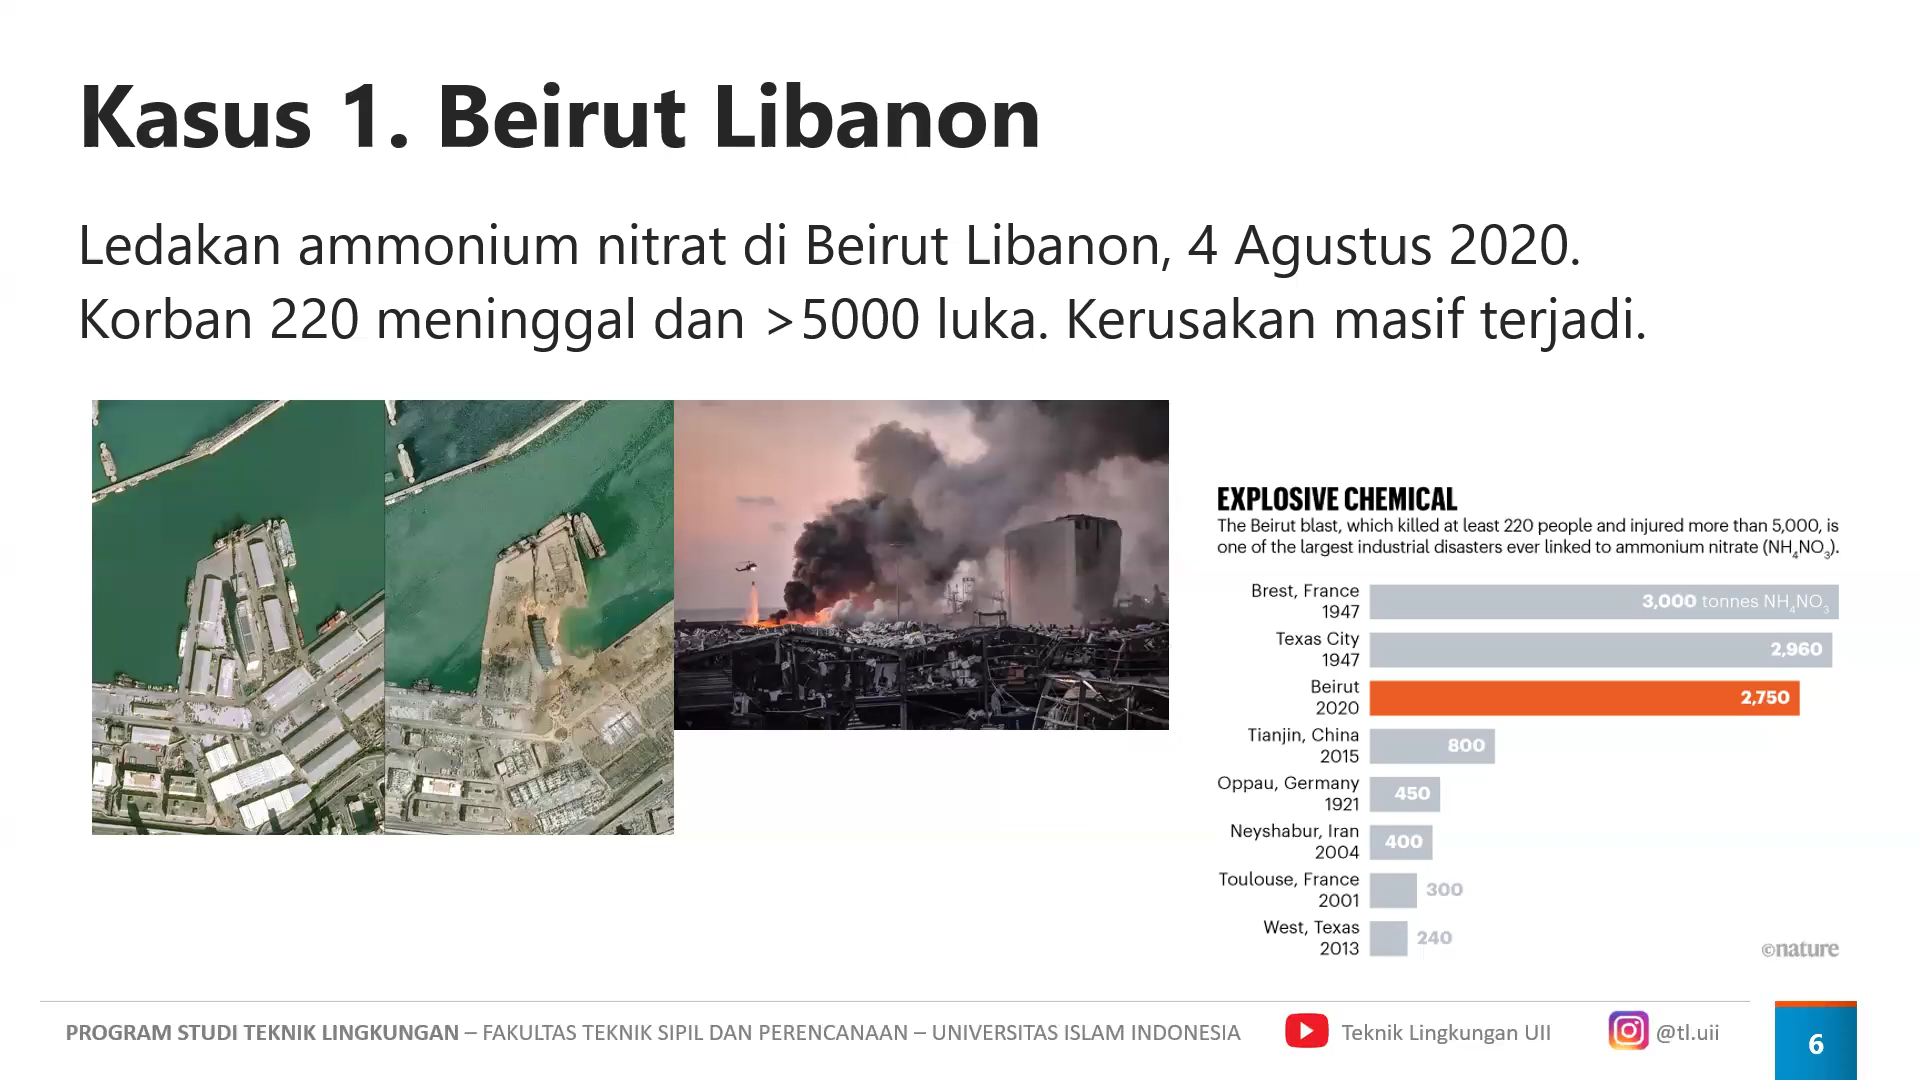 Kasus 1. Beirut Libanon
Ledakan ammonium nitrat di Beirut Libanon, 4 Agustus 2020.
Korban 220 meninggal dan >5000 luka. Kerusakan masif terjadi.
EXPLOSIVE CHEMICAL
The Beirut blast, which killed at least 220 people and injured more than 5,000, is
one of the largest industrial disasters ever linked to ammonium nitrate (NH₄NO₃).
Brest, France
1947
3,000 tonnes NH₄NO₃
Texas City
1947
2,960
Beirut
2020
2,750
Tianjin, China
2015
800
Oppau, Germany
1921
450
Neyshabur, Iran
2004
400
Toulouse, France
2001
300
West, Texas
2013
240
©nature
PROGRAM STUDI TEKNIK LINGKUNGAN – FAKULTAS TEKNIK SIPIL DAN PERENCANAAN – UNIVERSITAS ISLAM INDONESIA
Teknik Lingkungan UII
@tl.uii
6